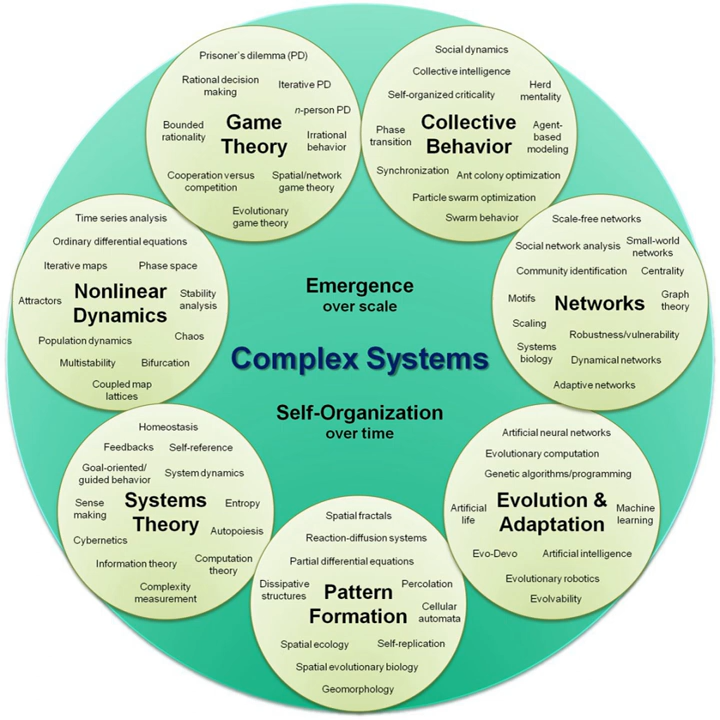 Prisoner's dilemma (PD)
Rational decision
making
Iterative PD
n-person PD
Bounded
rationality
Game
Theory
Irrational
behavior
Cooperation versus
competition
Spatial/network
game theory
Evolutionary
game theory
Social dynamics
Collective intelligence
Herd
mentality
Self-organized criticality
Phase
transition
Collective
Behavior
Agent-
based
modeling
Synchronization
Ant colony optimization
Particle swarm optimization
Swarm behavior
Time series analysis
Ordinary differential equations
Iterative maps
Phase space
Attractors
Nonlinear
Dynamics
Stability
analysis
Population dynamics
Chaos
Multistability
Bifurcation
Coupled map
lattices
Emergence
over scale
Complex Systems
Self-Organization
over time
Scale-free networks
Social network analysis
Small-world
networks
Community identification
Centrality
Motifs
Networks
Graph
theory
Scaling
Robustness/vulnerability
Systems
biology
Dynamical networks
Adaptive networks
Homeostasis
Feedbacks
Self-reference
Goal-oriented/
guided behavior
System dynamics
Sense
making
Systems
Theory
Entropy
Cybernetics
Autopoiesis
Information theory
Computation
theory
Complexity
measurement
Artificial neural networks
Evolutionary computation
Genetic algorithms/programming
Artificial
life
Evolution &
Adaptation
Machine
learning
Evo-Devo
Artificial intelligence
Evolutionary robotics
Evolvability
Spatial fractals
Reaction-diffusion systems
Partial differential equations
Dissipative
structures
Pattern
Formation
Percolation
Cellular
automata
Spatial ecology
Self-replication
Spatial evolutionary biology
Geomorphology